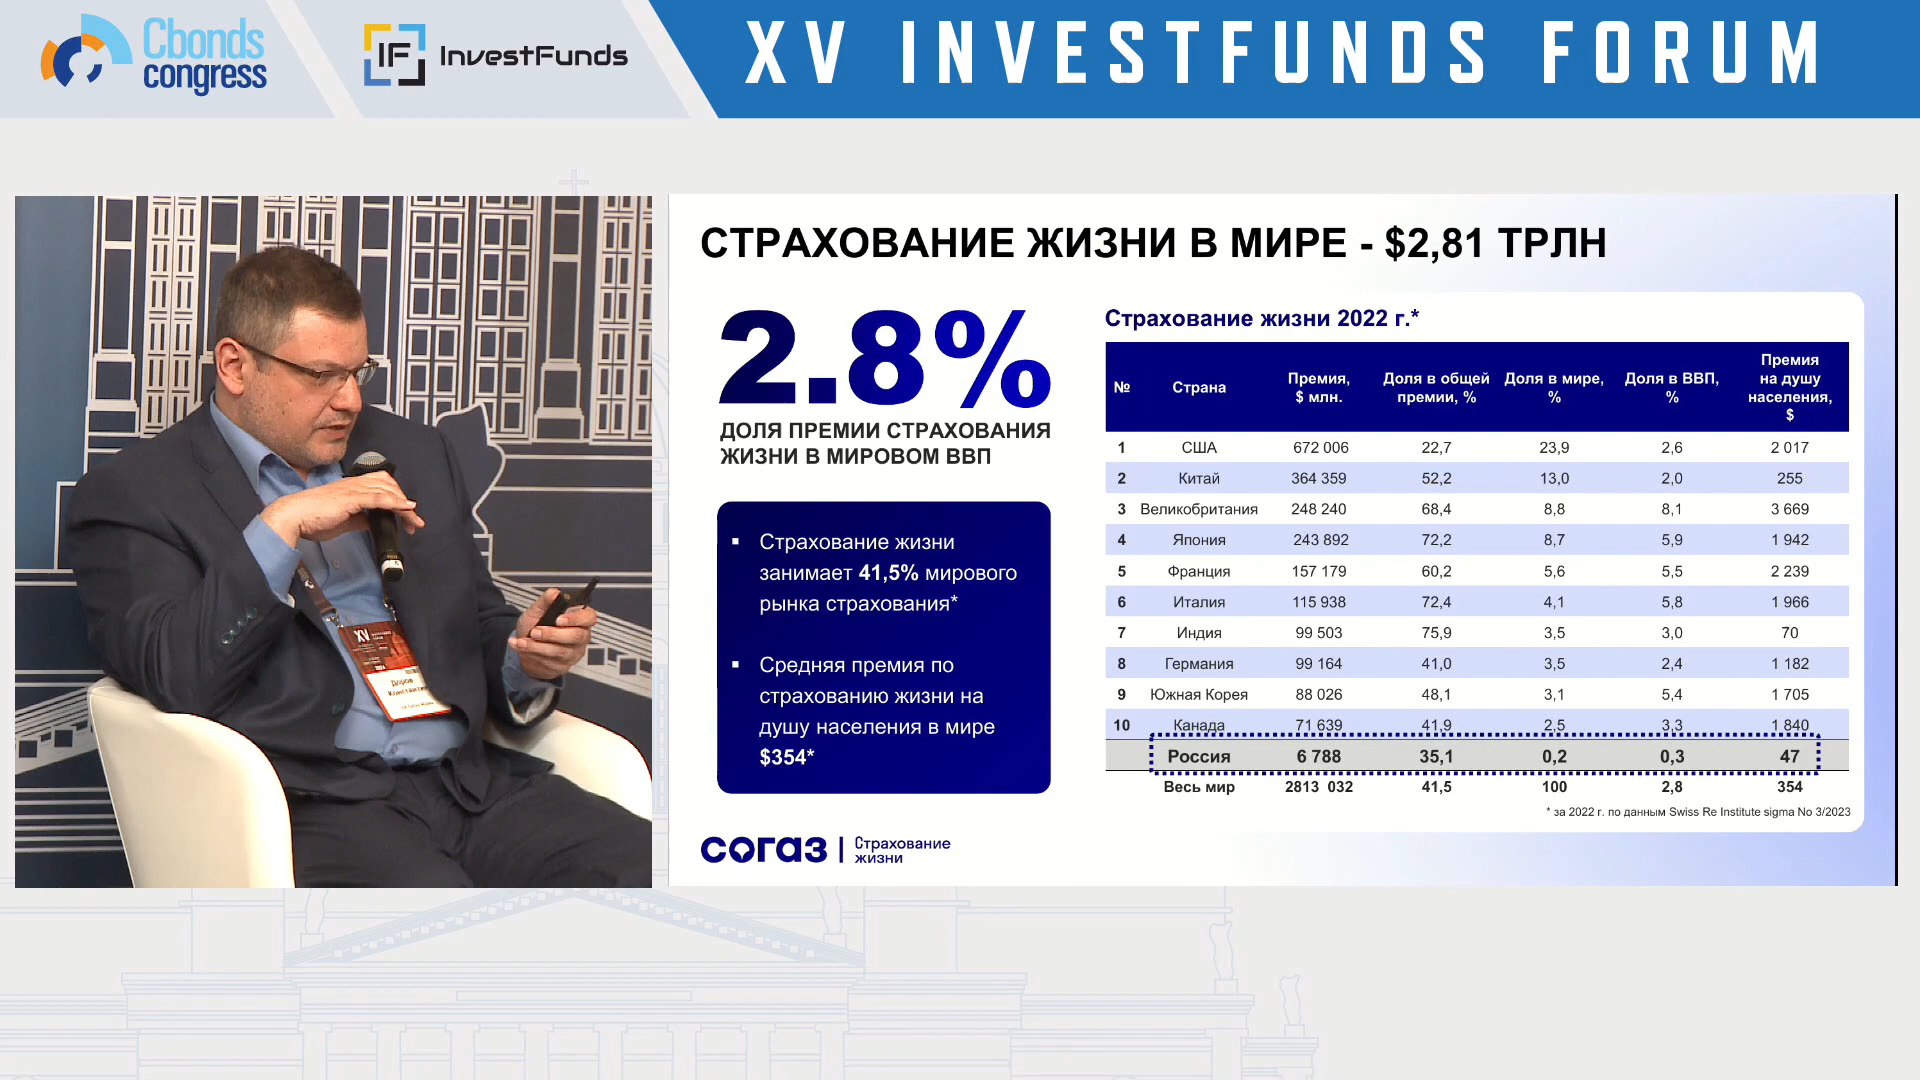 Cbonds
congress
IF InvestFunds
XV INVESTFUNDS FORUM
XV
СТРАХОВАНИЕ ЖИЗНИ В МИРЕ - $2,81 ТРЛН
2.8%
ДОЛЯ ПРЕМИИ СТРАХОВАНИЯ
ЖИЗНИ В МИРОВОМ ВВП
▪ Страхование жизни
занимает 41,5% мирового
рынка страхования*
▪ Средняя премия по
страхованию жизни на
душу населения в мире
$354*
согаз | Страхование
жизни
Страхование жизни 2022 г.*
№ Страна Премия, $ млн. Доля в общей премии, % Доля в мире, % Доля в ВВП, % Премия на душу населения, $
1 США 672 006 22,7 23,9 2,6 2 017
2 Китай 364 359 52,2 13,0 2,0 255
3 Великобритания 248 240 68,4 8,8 8,1 3 669
4 Япония 243 892 72,2 8,7 5,9 1 942
5 Франция 157 179 60,2 5,6 5,5 2 239
6 Италия 115 938 72,4 4,1 5,8 1 966
7 Индия 99 503 75,9 3,5 3,0 70
8 Германия 99 164 41,0 3,5 2,4 1 182
9 Южная Корея 88 026 48,1 3,1 5,4 1 705
10 Канада 71 639 41,9 2,5 3,3 1 840
Россия 6 788 35,1 0,2 0,3 47
Весь мир 2813 032 41,5 100 2,8 354
* за 2022 г. по данным Swiss Re Institute sigma No 3/2023